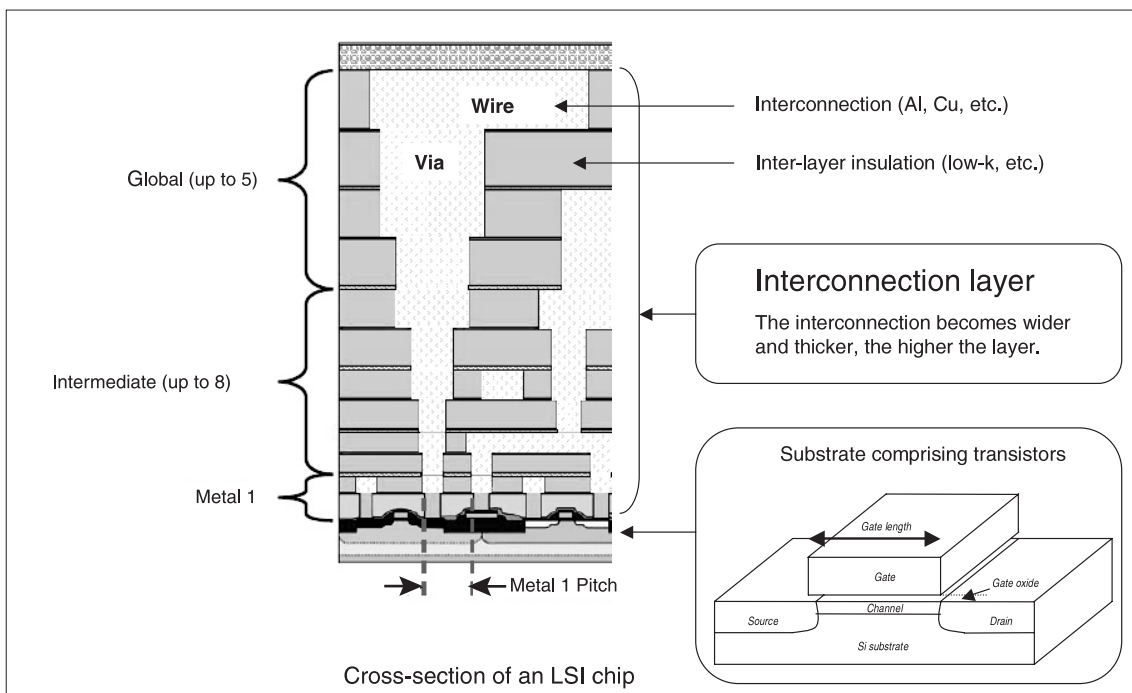 Wire
Interconnection (Al, Cu, etc.)
Via
Inter-layer insulation (low-k, etc.)
Global (up to 5)
Interconnection layer
The interconnection becomes wider
and thicker, the higher the layer.
Intermediate (up to 8)
Metal 1
Metal 1 Pitch
Substrate comprising transistors
Gate length
Gate
Gate oxide
Channel
Source
Drain
Si substrate
Cross-section of an LSI chip